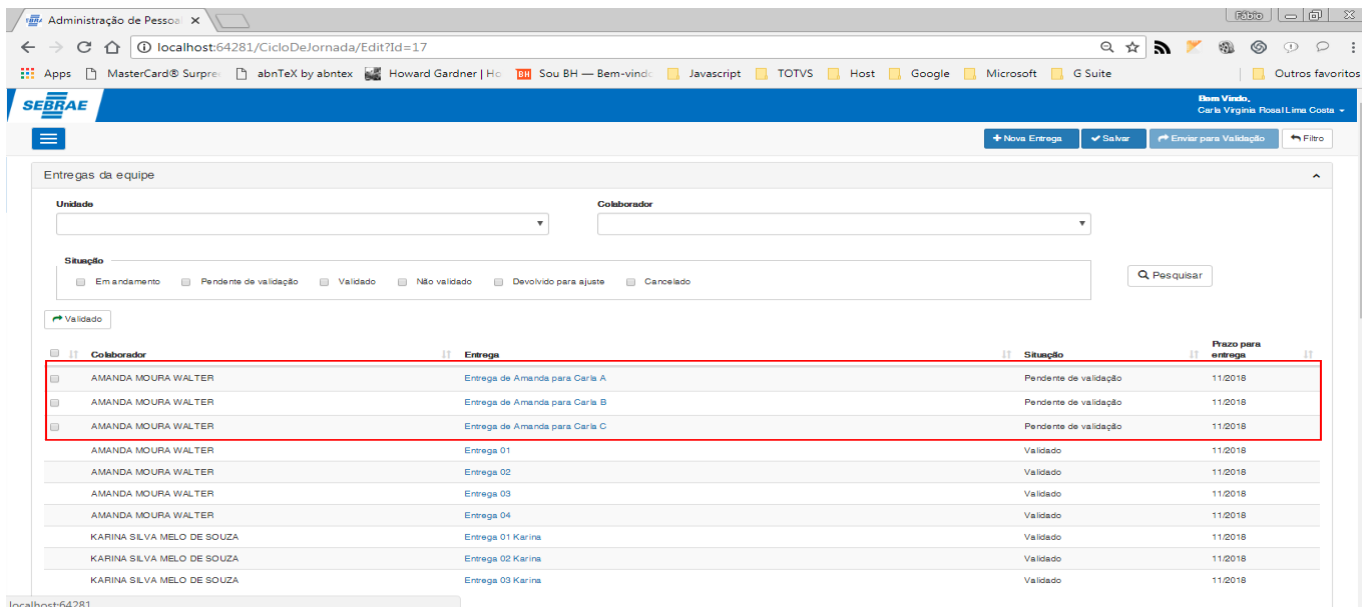 Administração de Pessoal
Fábio
localhost:64281/CicloDeJornada/Edit?Id=17
Apps MasterCard® Surpre abnTeX by abntex Howard Gardner | Ho Sou BH — Bem-vindo Javascript TOTVS Host Google Microsoft G Suite Outros favoritos
SEBRAE
Bem Vindo,
Carla Virginia Rosal Lima Costa
Nova Entrega Salvar Enviar para Validação Filtro
Entregas da equipe
Unidade Colaborador
Situação
Em andamento Pendente de validação Validado Não validado Devolvido para ajuste Cancelado
Pesquisar
Validado
Colaborador Entrega Situação Prazo para entrega
AMANDA MOURA WALTER Entrega de Amanda para Carla A Pendente de validação 11/2018
AMANDA MOURA WALTER Entrega de Amanda para Carla B Pendente de validação 11/2018
AMANDA MOURA WALTER Entrega de Amanda para Carla C Pendente de validação 11/2018
AMANDA MOURA WALTER Entrega 01 Validado 11/2018
AMANDA MOURA WALTER Entrega 02 Validado 11/2018
AMANDA MOURA WALTER Entrega 03 Validado 11/2018
AMANDA MOURA WALTER Entrega 04 Validado 11/2018
KARINA SILVA MELO DE SOUZA Entrega 01 Karina Validado 11/2018
KARINA SILVA MELO DE SOUZA Entrega 02 Karina Validado 11/2018
KARINA SILVA MELO DE SOUZA Entrega 03 Karina Validado 11/2018
localhost:64281